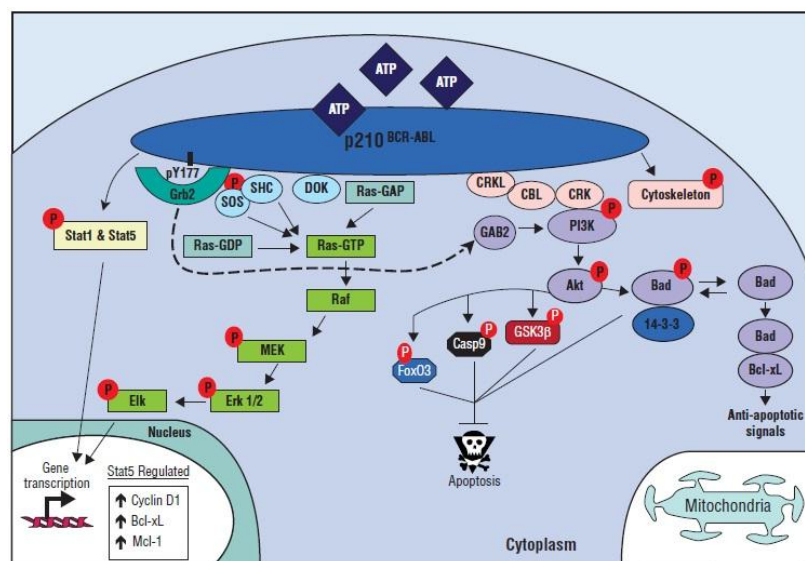 ATP
ATP
ATP
p210 BCR-ABL
pY177
Grb2
P
SOS
SHC
DOK
Ras-GAP
CRKL
CBL
CRK
P
Cytoskeleton
P
Stat1 & Stat5
Ras-GDP
Ras-GTP
GAB2
P
PI3K
Raf
Akt
P
Bad
P
14-3-3
Bad
Bad
Bcl-xL
Anti-apoptotic
signals
P
MEK
P
FoxO3
Casp9
P
GSK3β
P
P
Elk
P
Erk 1/2
Nucleus
Gene
transcription
Stat5 Regulated
Cyclin D1
Bcl-xL
Mcl-1
Apoptosis
Cytoplasm
Mitochondria